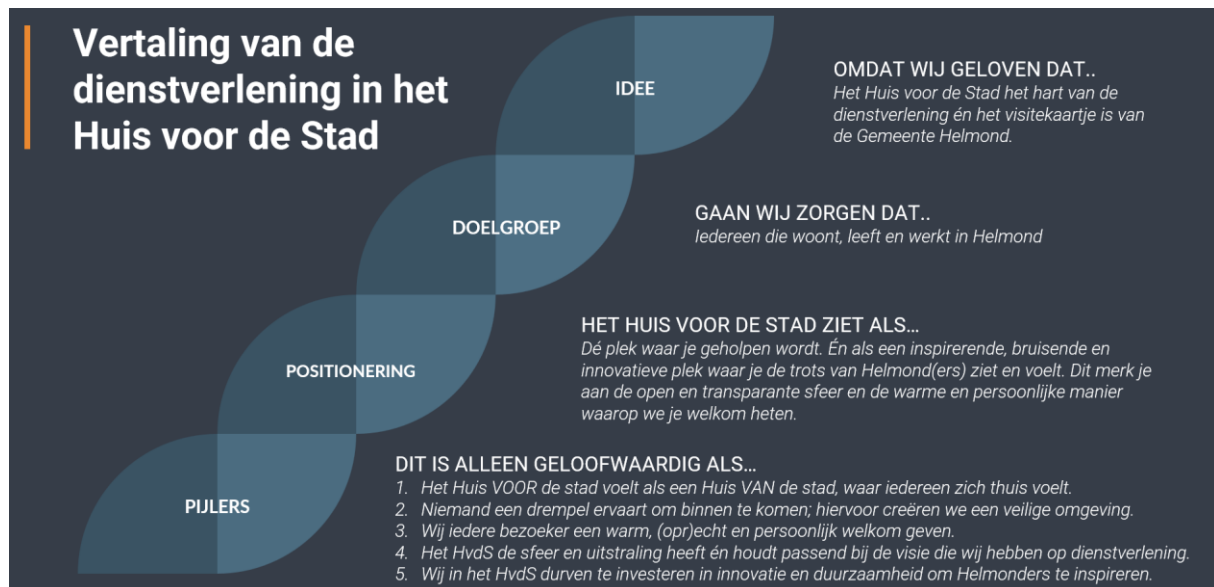 Vertaling van de
dienstverlening in het
Huis voor de Stad
IDEE
OMDAT WIJ GELOVEN DAT..
Het Huis voor de Stad het hart van de
dienstverlening én het visitekaartje is van
de Gemeente Helmond.
DOELGROEP
GAAN WIJ ZORGEN DAT..
Iedereen die woont, leeft en werkt in Helmond
POSITIONERING
HET HUIS VOOR DE STAD ZIET ALS…
Dé plek waar je geholpen wordt. Én als een inspirerende, bruisende en
innovatieve plek waar je de trots van Helmond(ers) ziet en voelt. Dit merk je
aan de open en transparante sfeer en de warme en persoonlijke manier
waarop we je welkom heten.
PIJLERS
DIT IS ALLEEN GELOOFWAARDIG ALS…
1. Het Huis VOOR de stad voelt als een Huis VAN de stad, waar iedereen zich thuis voelt.
2. Niemand een drempel ervaart om binnen te komen; hiervoor creëren we een veilige omgeving.
3. Wij iedere bezoeker een warm, (opr)echt en persoonlijk welkom geven.
4. Het HvdS de sfeer en uitstraling heeft én houdt passend bij de visie die wij hebben op dienstverlening.
5. Wij in het HvdS durven te investeren in innovatie en duurzaamheid om Helmonders te inspireren.